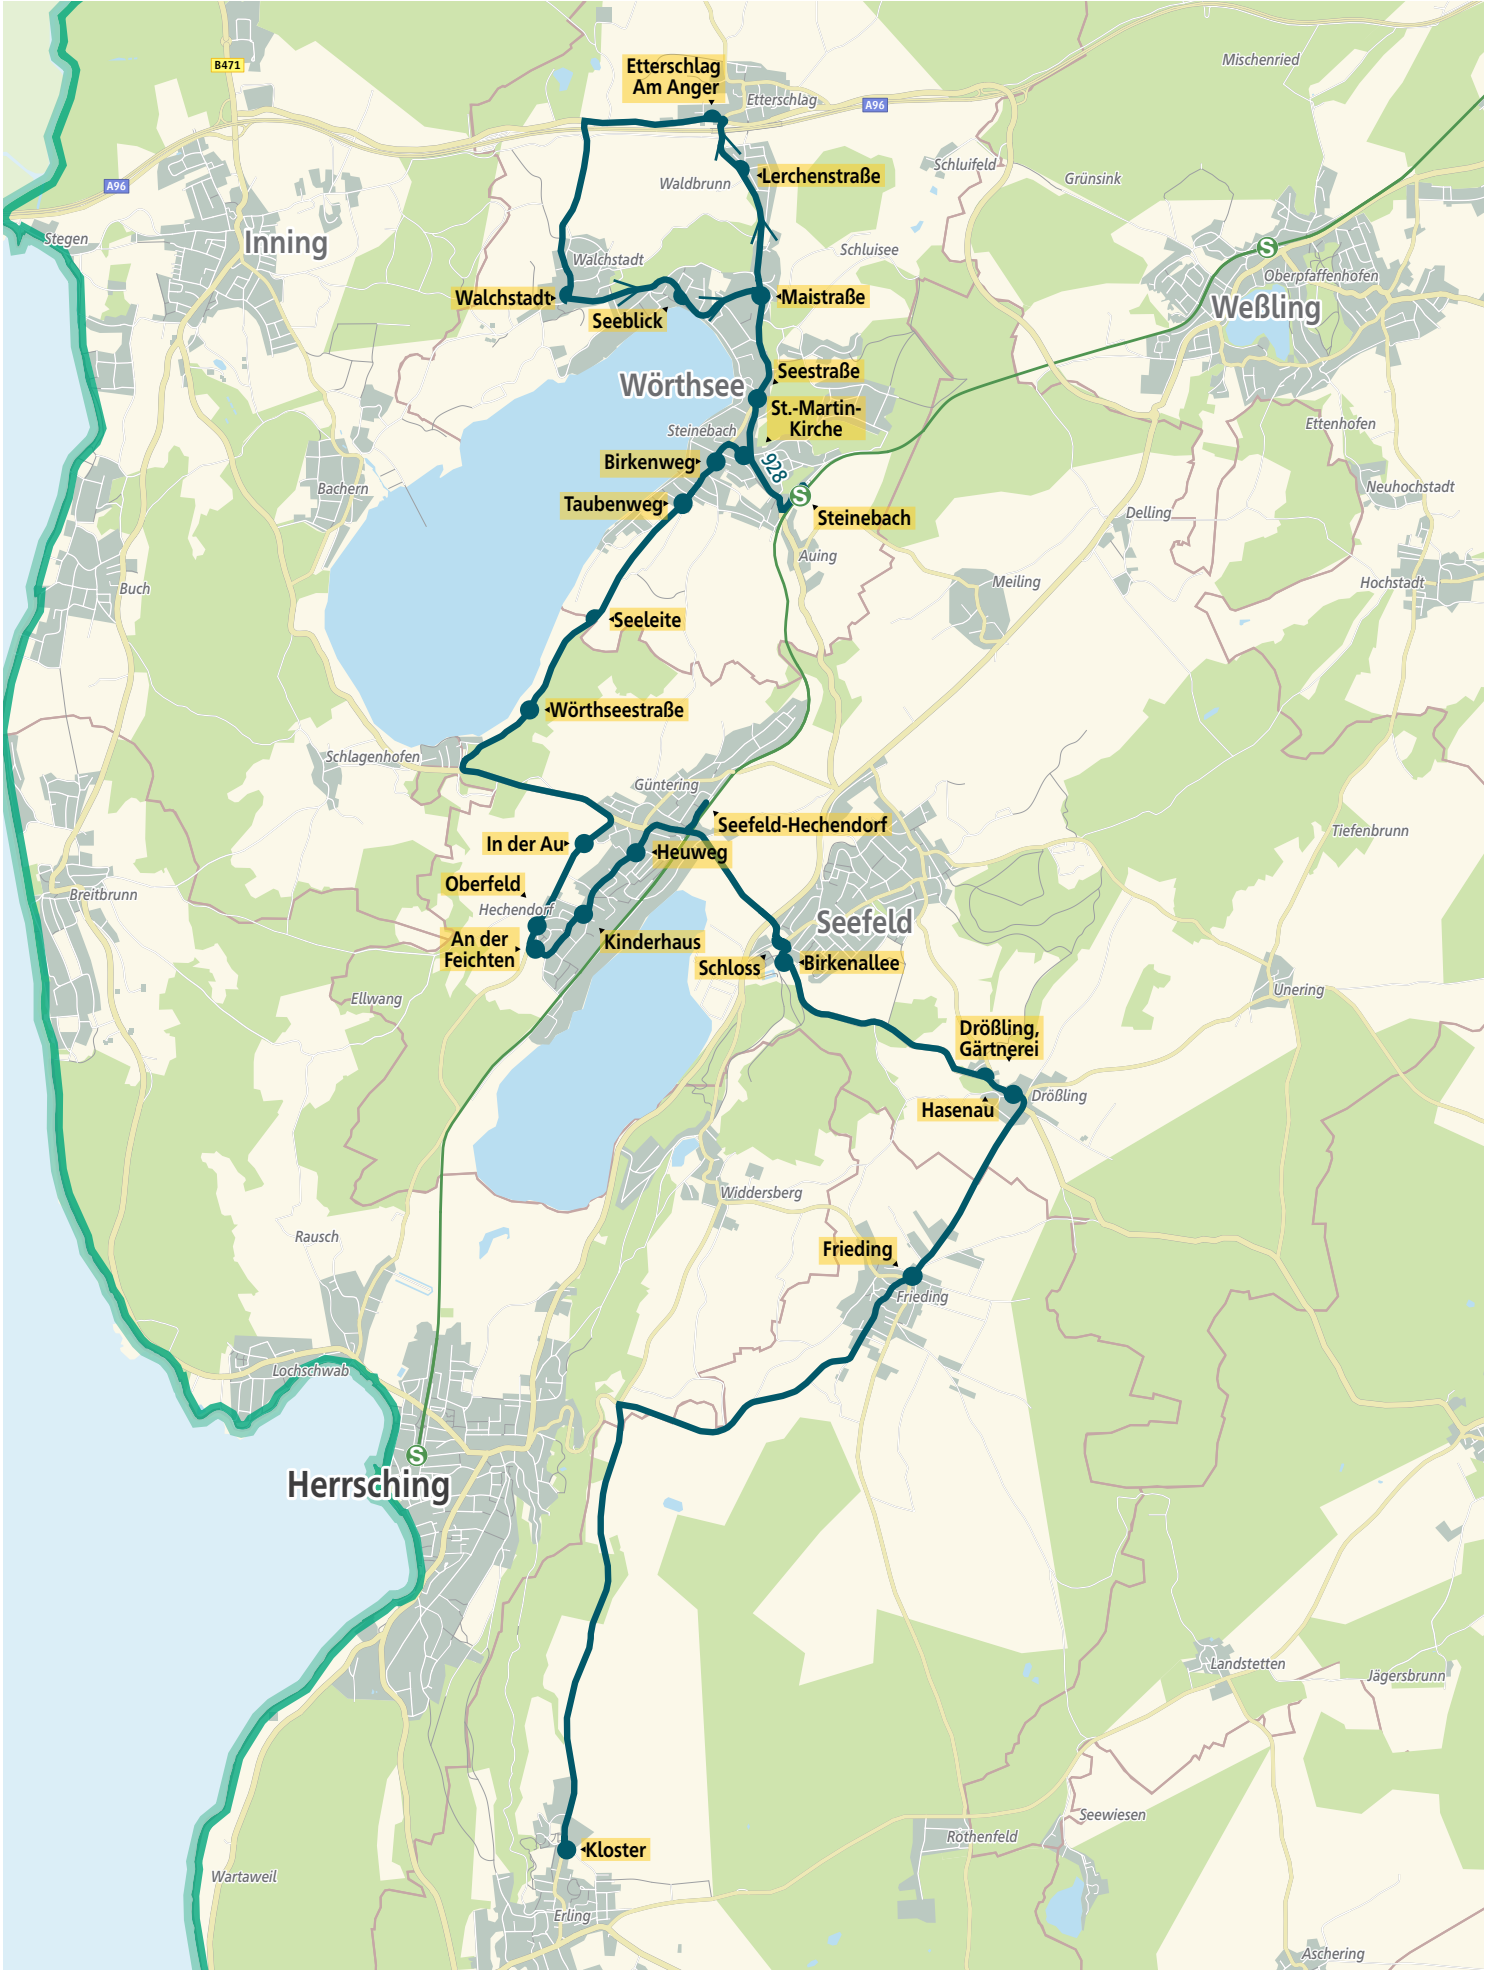 Mischenried
B471
Etterschlag
Am Anger
Etterschlag
A96
A96
Lerchenstraße
Schluifeld
Grünsink
Waldbrunn
Stegen
Inning
Schluisee
S
Walchstadt
Oberpfaffenhofen
Walchstadt
Maistraße
Weßling
Seeblick
Seestraße
Wörthsee
St.-Martin-
Kirche
Steinebach
Ettenhofen
Birkenweg
928
Bachern
Neuhochstadt
S
Taubenweg
Delling
Steinebach
Auing
Meiling
Hochstadt
Buch
Seeleite
Wörthseestraße
Schlagenhofen
Güntering
Seefeld-Hechendorf
Tiefenbrunn
In der Au
Heuweg
Oberfeld
Breitbrunn
Hechendorf
Seefeld
An der
Feichten
Kinderhaus
Schloss
Birkenallee
Ellwang
Unering
Drößling,
Gärtnerei
Drößling
Hasenau
Widdersberg
Rausch
Frieding
Frieding
Lochschwab
S
Herrsching
Landstetten
Jägersbrunn
Seewiesen
Rothenfeld
Kloster
Wartaweil
Erling
Aschering